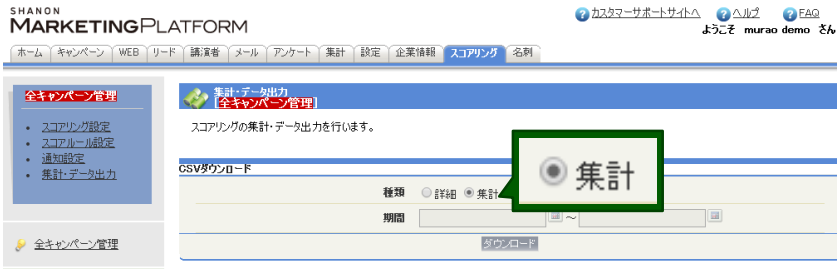 SHANON
MARKETINGPLATFORM
カスタマーサポートサイトへ ヘルプ FAQ
ようこそ murao demo さん
ホーム キャンペーン WEB リード 講演者 メール アンケート 集計 設定 企業情報 スコアリング 名刺
全キャンペーン管理
スコアリング設定
スコアルール設定
通知設定
集計・データ出力
全キャンペーン管理
集計・データ出力
[全キャンペーン管理]
スコアリングの集計・データ出力を行います。
CSVダウンロード
種類 詳細 集計
集計
期間 ～
ダウンロード